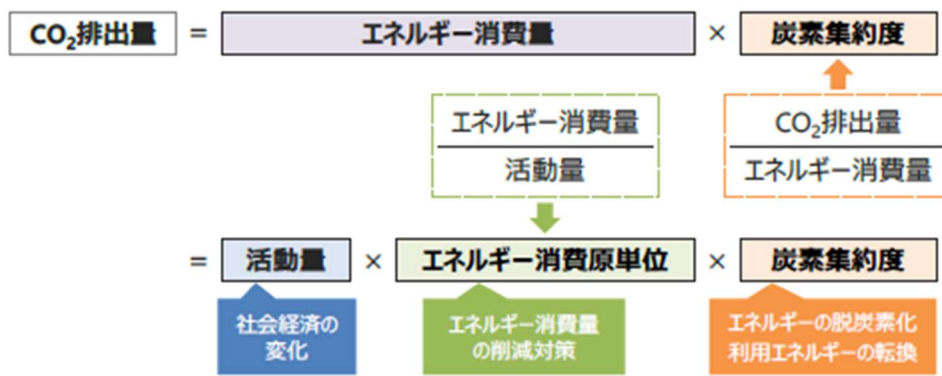 CO₂排出量 = エネルギー消費量 × 炭素集約度
エネルギー消費量
活動量
CO₂排出量
エネルギー消費量
= 活動量 × エネルギー消費原単位 × 炭素集約度
社会経済の
変化
エネルギー消費量
の削減対策
エネルギーの脱炭素化
利用エネルギーの転換